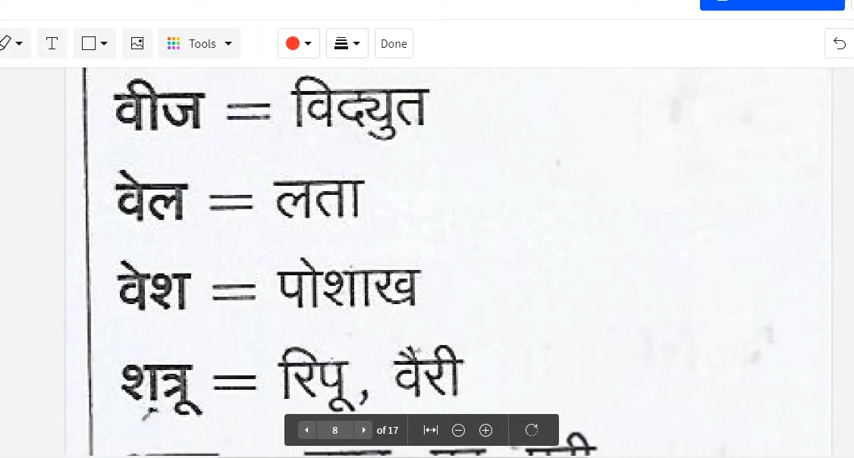 T Tools Done
वीज = विद्युत
वेल = लता
वेश = पोशाख
शत्रू = रिपू, वैरी
8 of 17